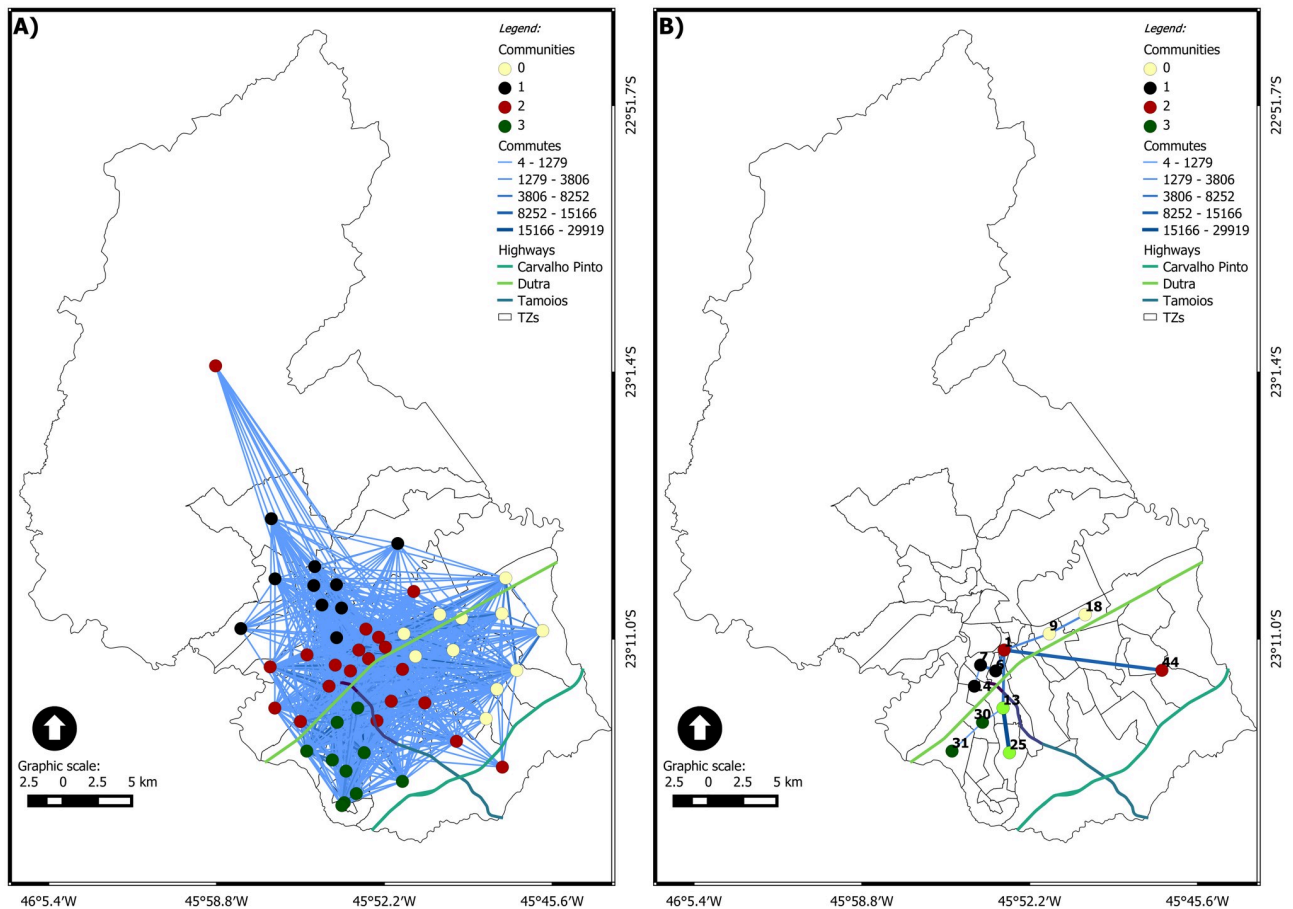 A)
Legend:
Communities
0
1
2
3
Commutes
4 - 1279
1279 - 3806
3806 - 8252
8252 - 15166
15166 - 29919
Highways
Carvalho Pinto
Dutra
Tamoios
TZs
22°51.7'S
23°1.4'S
23°11.0'S
Graphic scale:
2.5 0 2.5 5 km
46°5.4'W 45°58.8'W 45°52.2'W 45°45.6'W
B)
Legend:
Communities
0
1
2
3
Commutes
4 - 1279
1279 - 3806
3806 - 8252
8252 - 15166
15166 - 29919
Highways
Carvalho Pinto
Dutra
Tamoios
TZs
22°51.7'S
23°1.4'S
23°11.0'S
18
9
1
7
6
44
14
13
30
31
25
Graphic scale:
2.5 0 2.5 5 km
46°5.4'W 45°58.8'W 45°52.2'W 45°45.6'W